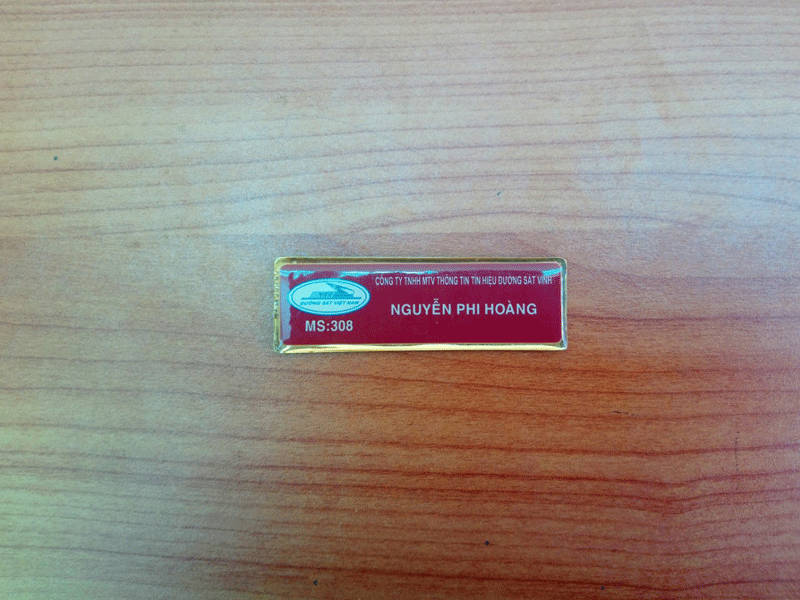 CÔNG TY TNHH MTV THÔNG TIN TÍN HIỆU ĐƯỜNG SẮT VINH
ĐƯỜNG SẮT VIỆT NAM
NGUYỄN PHI HOÀNG
MS:308